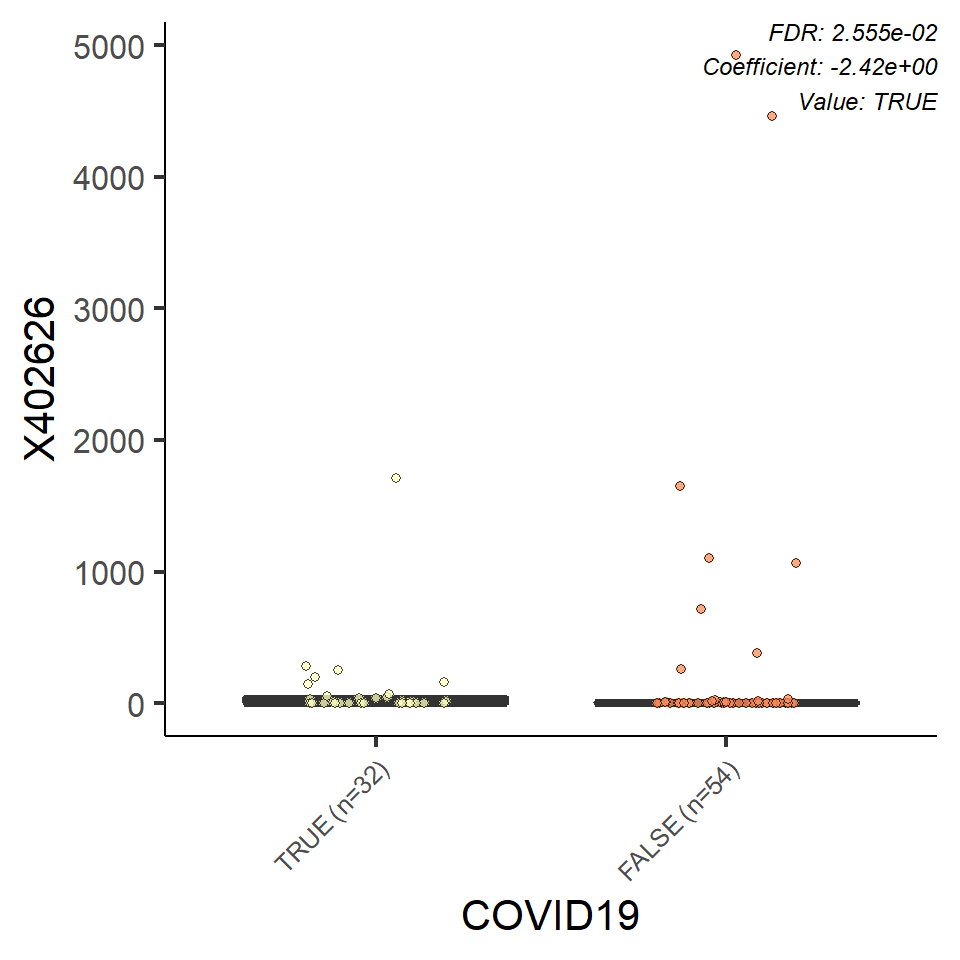 FDR: 2.555e-02
Coefficient: -2.42e+00
Value: TRUE
5000
4000
3000
2000
1000
0
X402626
TRUE (n=32)
FALSE (n=54)
COVID19